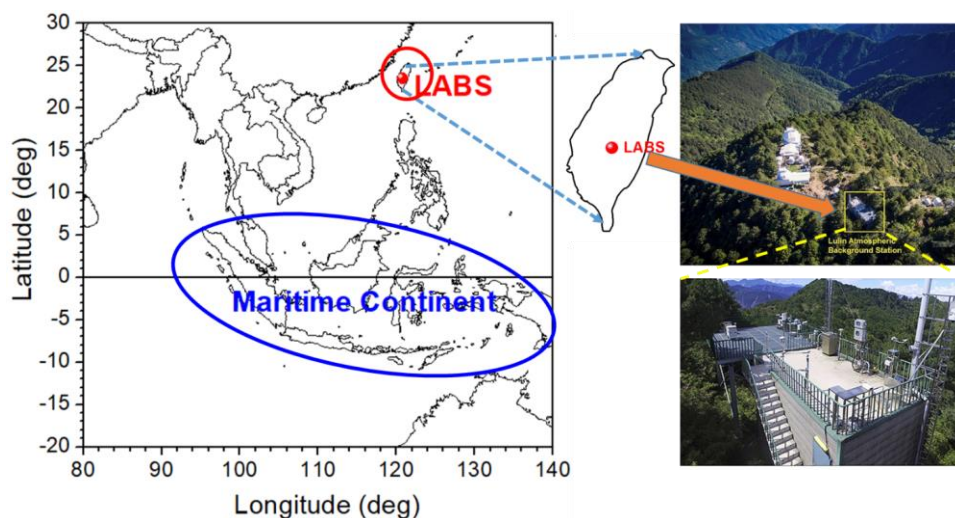 30
25
20
15
10
5
0
-5
-10
-15
-20
80
90
100
110
120
130
140
Latitude (deg)
Longitude (deg)
LABS
Maritime Continent
LABS
Lulin Atmospheric
Background Station